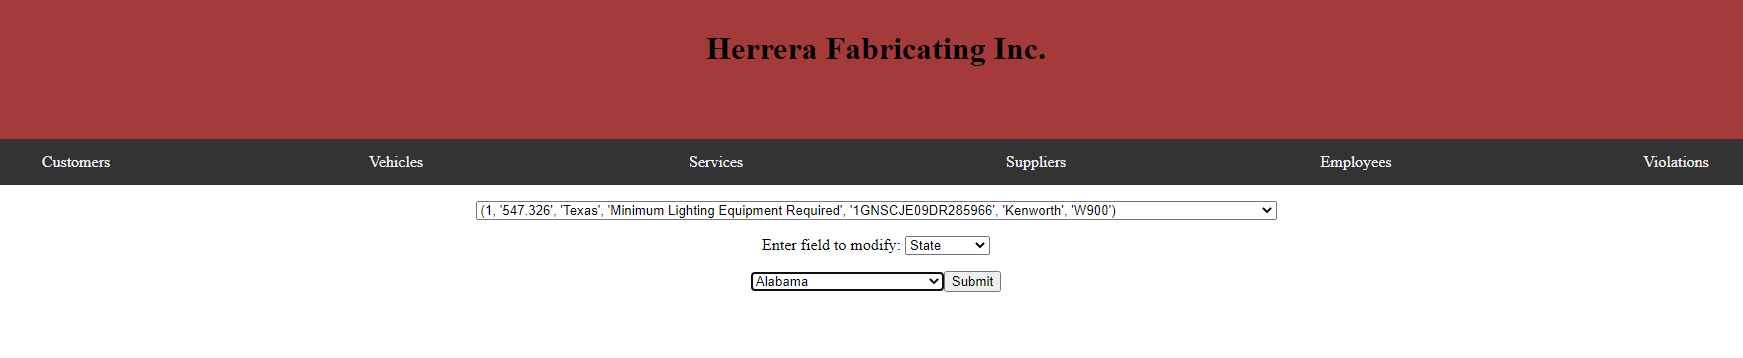 Herrera Fabricating Inc.
Customers Vehicles Services Suppliers Employees Violations
(1, '547.326', 'Texas', 'Minimum Lighting Equipment Required', '1GNSCJE09DR285966', 'Kenworth', 'W900')
Enter field to modify: State
Alabama Submit